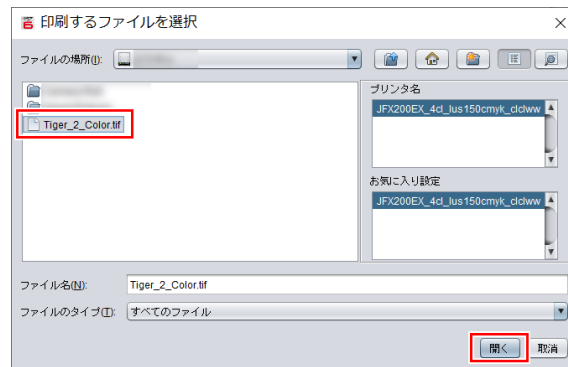 印刷するファイルを選択
ファイルの場所(I):
プリンタ名
JFX200EX_4cl_lus150cmyk_clclww
Tiger_2_Color.tif
お気に入り設定
JFX200EX_4cl_lus150cmyk_clclww
ファイル名(N): Tiger_2_Color.tif
ファイルのタイプ(T): すべてのファイル
開く 取消